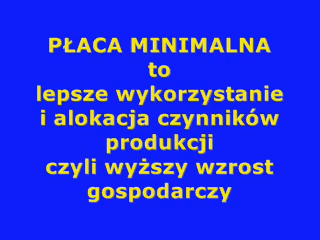 PŁACA MINIMALNA
to
lepsze wykorzystanie
i alokacja czynników
produkcji
czyli wyższy wzrost
gospodarczy